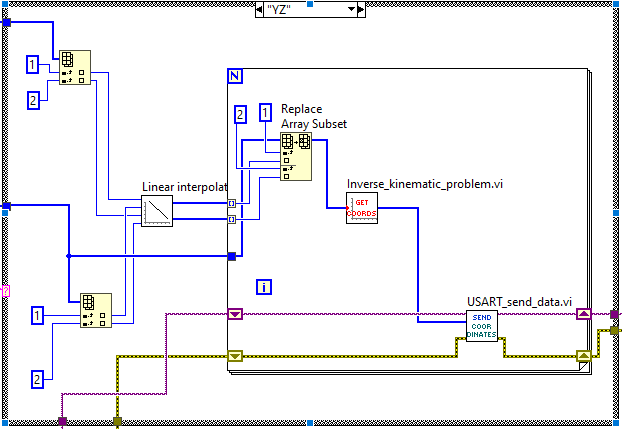 "YZ"
1
2
N
2
1
Replace
Array Subset
Linear interpolat
Inverse_kinematic_problem.vi
GET
COORDS
i
USART_send_data.vi
SEND
COOR
DINATES
1
2
?